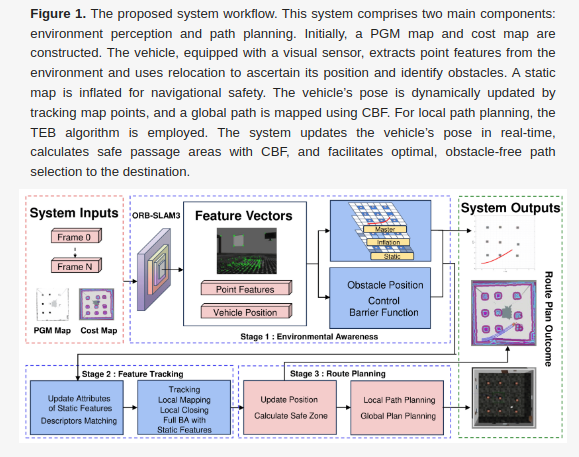 Figure 1. The proposed system workflow. This system comprises two main components:
environment perception and path planning. Initially, a PGM map and cost map are
constructed. The vehicle, equipped with a visual sensor, extracts point features from the
environment and uses relocation to ascertain its position and identify obstacles. A static
map is inflated for navigational safety. The vehicle's pose is dynamically updated by
tracking map points, and a global path is mapped using CBF. For local path planning, the
TEB algorithm is employed. The system updates the vehicle's pose in real-time,
calculates safe passage areas with CBF, and facilitates optimal, obstacle-free path
selection to the destination.
System Inputs
Frame 0
Frame N
PGM Map
Cost Map
ORB-SLAM3
Feature Vectors
Point Features
Vehicle Position
Master
Inflation
Static
Obstacle Position
Control
Barrier Function
Stage 1 : Environmental Awareness
System Outputs
Route Plan Outcome
Stage 2 : Feature Tracking
Update Attributes
of Static Features
Descriptors Matching
Tracking
Local Mapping
Local Closing
Full BA with
Static Features
Stage 3 : Route Planning
Update Position
Calculate Safe Zone
Local Path Planning
Global Plan Planning